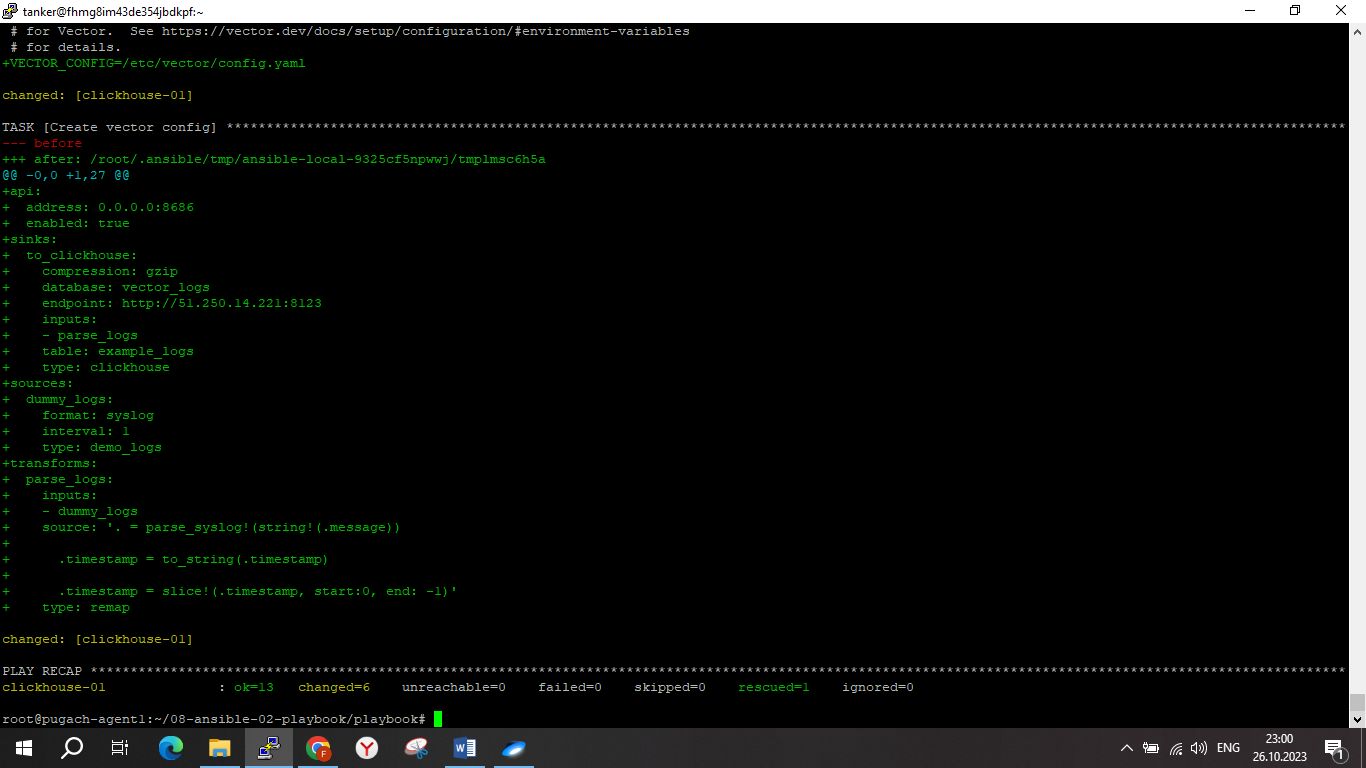 tanker@fhmg8im43de354jbdkpf:~
# for Vector.  See https://vector.dev/docs/setup/configuration/#environment-variables
# for details.
+VECTOR_CONFIG=/etc/vector/config.yaml
changed: [clickhouse-01]
TASK [Create vector config] ********************************************************************************************************************************************
--- before
+++ after: /root/.ansible/tmp/ansible-local-9325cf5npwwj/tmplmsc6h5a
@@ -0,0 +1,27 @@
+api:
+  address: 0.0.0.0:8686
+  enabled: true
+sinks:
+  to_clickhouse:
+    compression: gzip
+    database: vector_logs
+    endpoint: http://51.250.14.221:8123
+    inputs:
+    - parse_logs
+    table: example_logs
+    type: clickhouse
+sources:
+  dummy_logs:
+    format: syslog
+    interval: 1
+    type: demo_logs
+transforms:
+  parse_logs:
+    inputs:
+    - dummy_logs
+    source: '. = parse_syslog!(string!(.message))
+
+      .timestamp = to_string(.timestamp)
+
+      .timestamp = slice!(.timestamp, start:0, end: -1)'
+    type: remap
changed: [clickhouse-01]
PLAY RECAP *************************************************************************************************************************************************************
clickhouse-01              : ok=13   changed=6    unreachable=0    failed=0    skipped=0    rescued=1    ignored=0
root@pugach-agent1:~/08-ansible-02-playbook/playbook#
ENG
23:00
26.10.2023
1